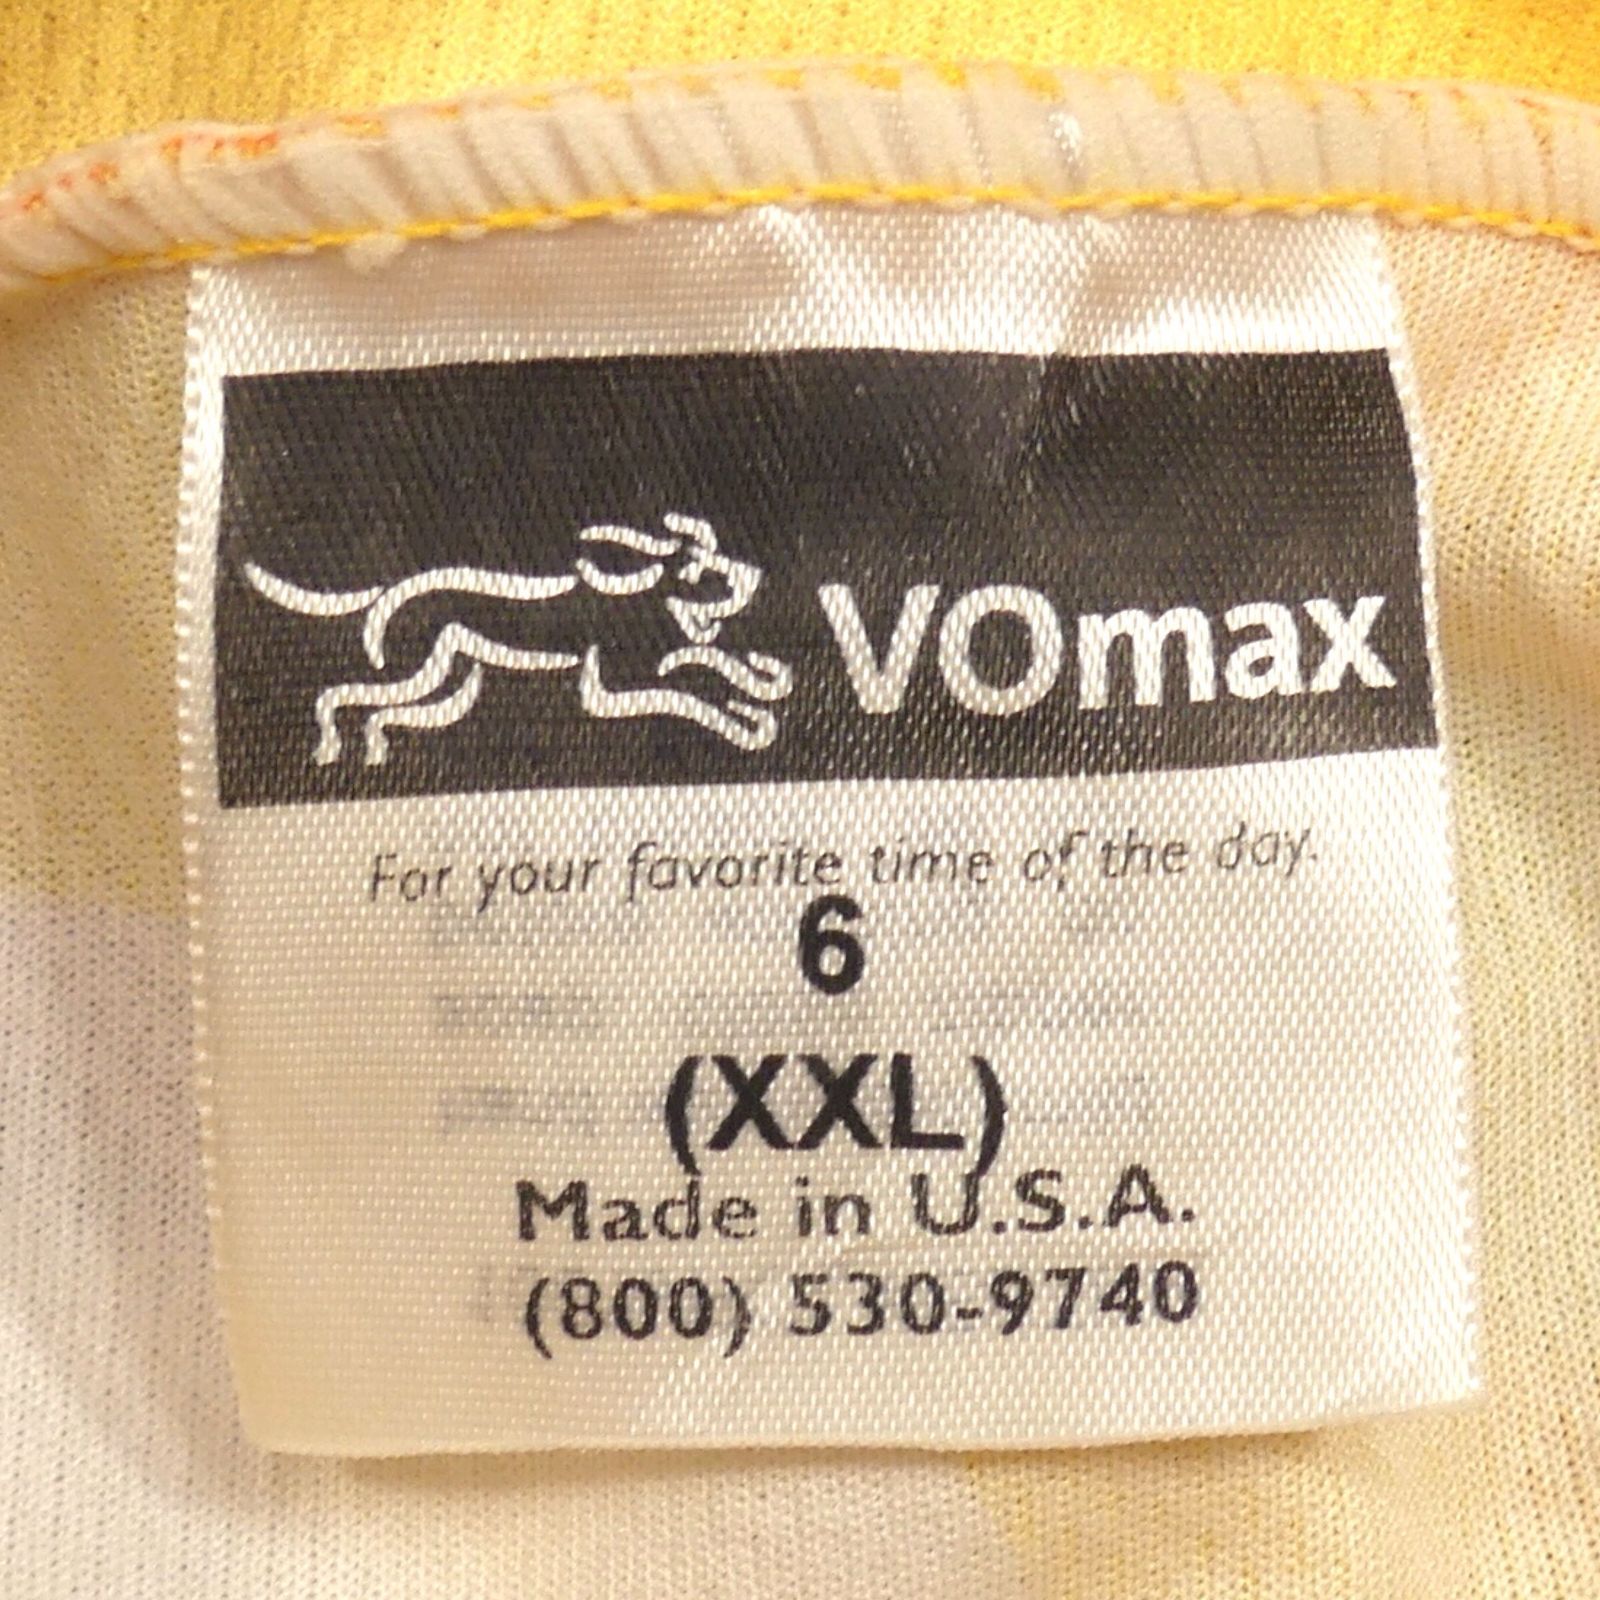 VOmax
For your favorite time of the day.
6
(XXL)
Made in U.S.A.
(800) 530-9740